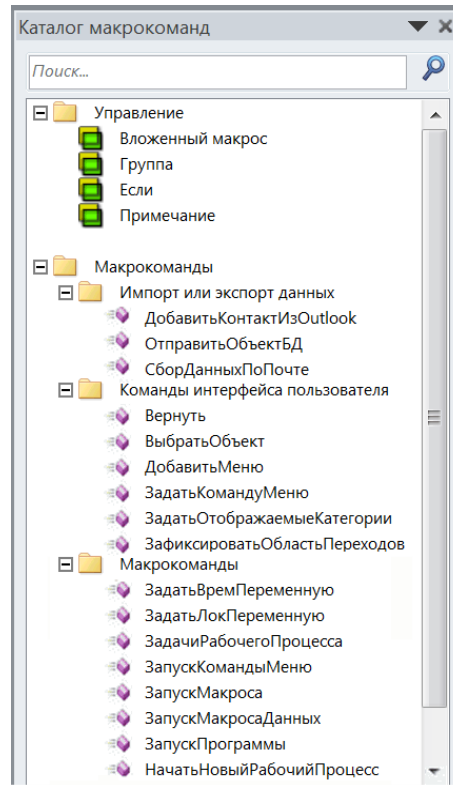 Каталог макрокоманд
Поиск...
Управление
Вложенный макрос
Группа
Если
Примечание
Макрокоманды
Импорт или экспорт данных
ДобавитьКонтактИзOutlook
ОтправитьОбъектБД
СборДанныхПоПочте
Команды интерфейса пользователя
Вернуть
ВыбратьОбъект
ДобавитьМеню
ЗадатьКомандуМеню
ЗадатьОтображаемыеКатегории
ЗафиксироватьОбластьПереходов
Макрокоманды
ЗадатьВремПеременную
ЗадатьЛокПеременную
ЗадачиРабочегоПроцесса
ЗапускКомандыМеню
ЗапускМакроса
ЗапускМакросаДанных
ЗапускПрограммы
НачатьНовыйРабочийПроцесс